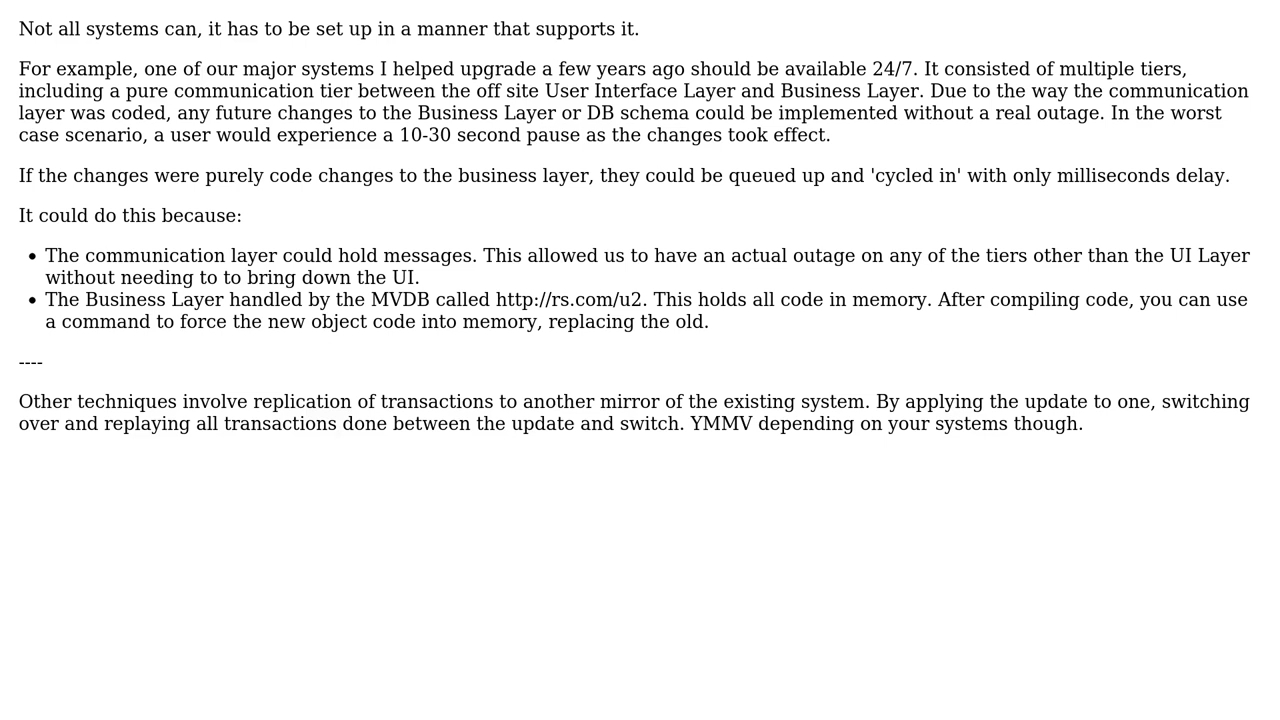 Not all systems can, it has to be set up in a manner that supports it.
For example, one of our major systems I helped upgrade a few years ago should be available 24/7. It consisted of multiple tiers,
including a pure communication tier between the off site User Interface Layer and Business Layer. Due to the way the communication
layer was coded, any future changes to the Business Layer or DB schema could be implemented without a real outage. In the worst
case scenario, a user would experience a 10-30 second pause as the changes took effect.
If the changes were purely code changes to the business layer, they could be queued up and 'cycled in' with only milliseconds delay.
It could do this because:
• The communication layer could hold messages. This allowed us to have an actual outage on any of the tiers other than the UI Layer
without needing to to bring down the UI.
• The Business Layer handled by the MVDB called http://rs.com/u2. This holds all code in memory. After compiling code, you can use
a command to force the new object code into memory, replacing the old.
----
Other techniques involve replication of transactions to another mirror of the existing system. By applying the update to one, switching
over and replaying all transactions done between the update and switch. YMMV depending on your systems though.